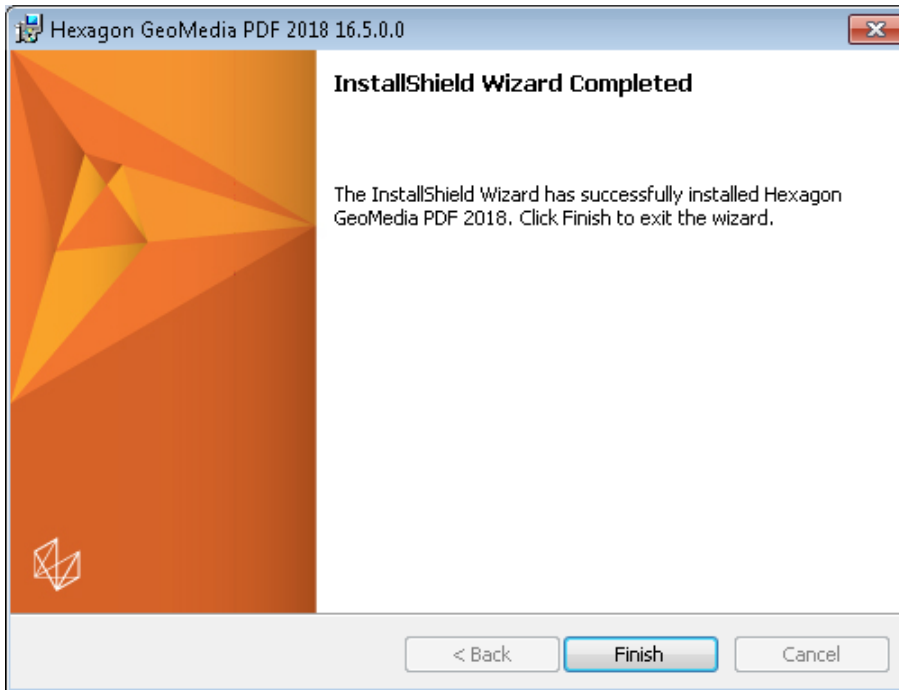 Hexagon GeoMedia PDF 2018 16.5.0.0
InstallShield Wizard Completed
The InstallShield Wizard has successfully installed Hexagon
GeoMedia PDF 2018. Click Finish to exit the wizard.
< Back
Finish
Cancel